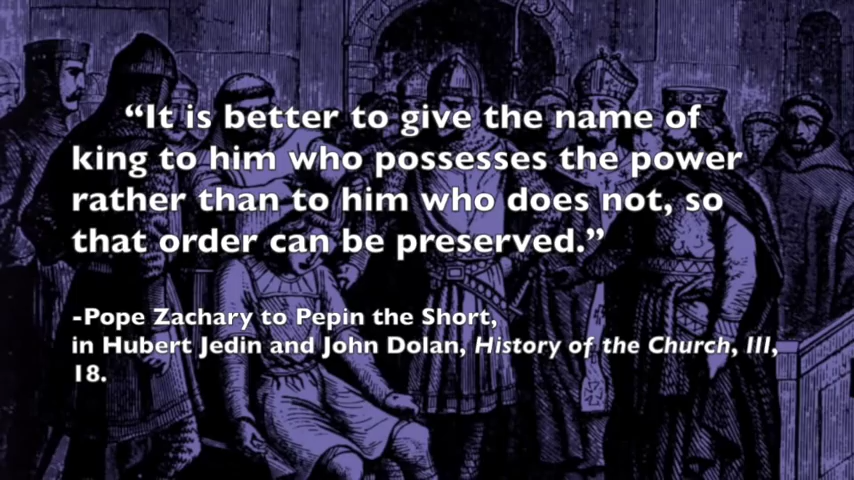 “It is better to give the name of
king to him who possesses the power
rather than to him who does not, so
that order can be preserved.”
-Pope Zachary to Pepin the Short,
in Hubert Jedin and John Dolan, History of the Church, III,
18.